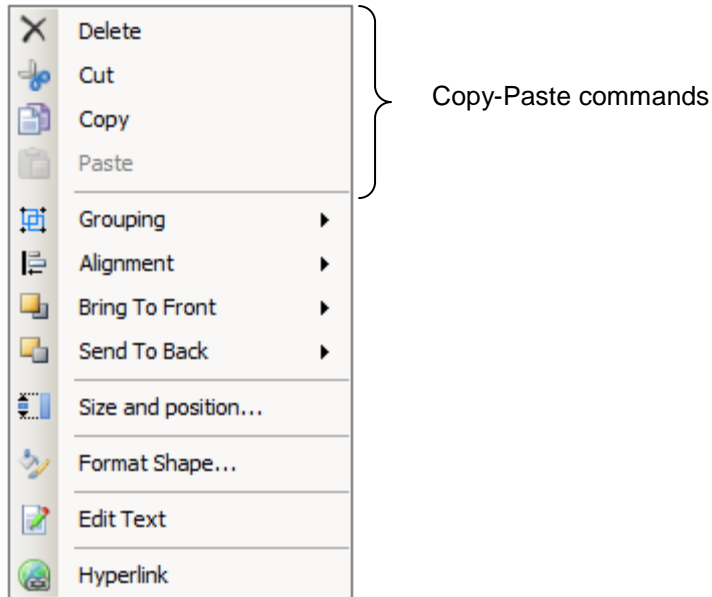 Delete
Cut
Copy
Paste
Copy-Paste commands
Grouping
Alignment
Bring To Front
Send To Back
Size and position...
Format Shape...
Edit Text
Hyperlink